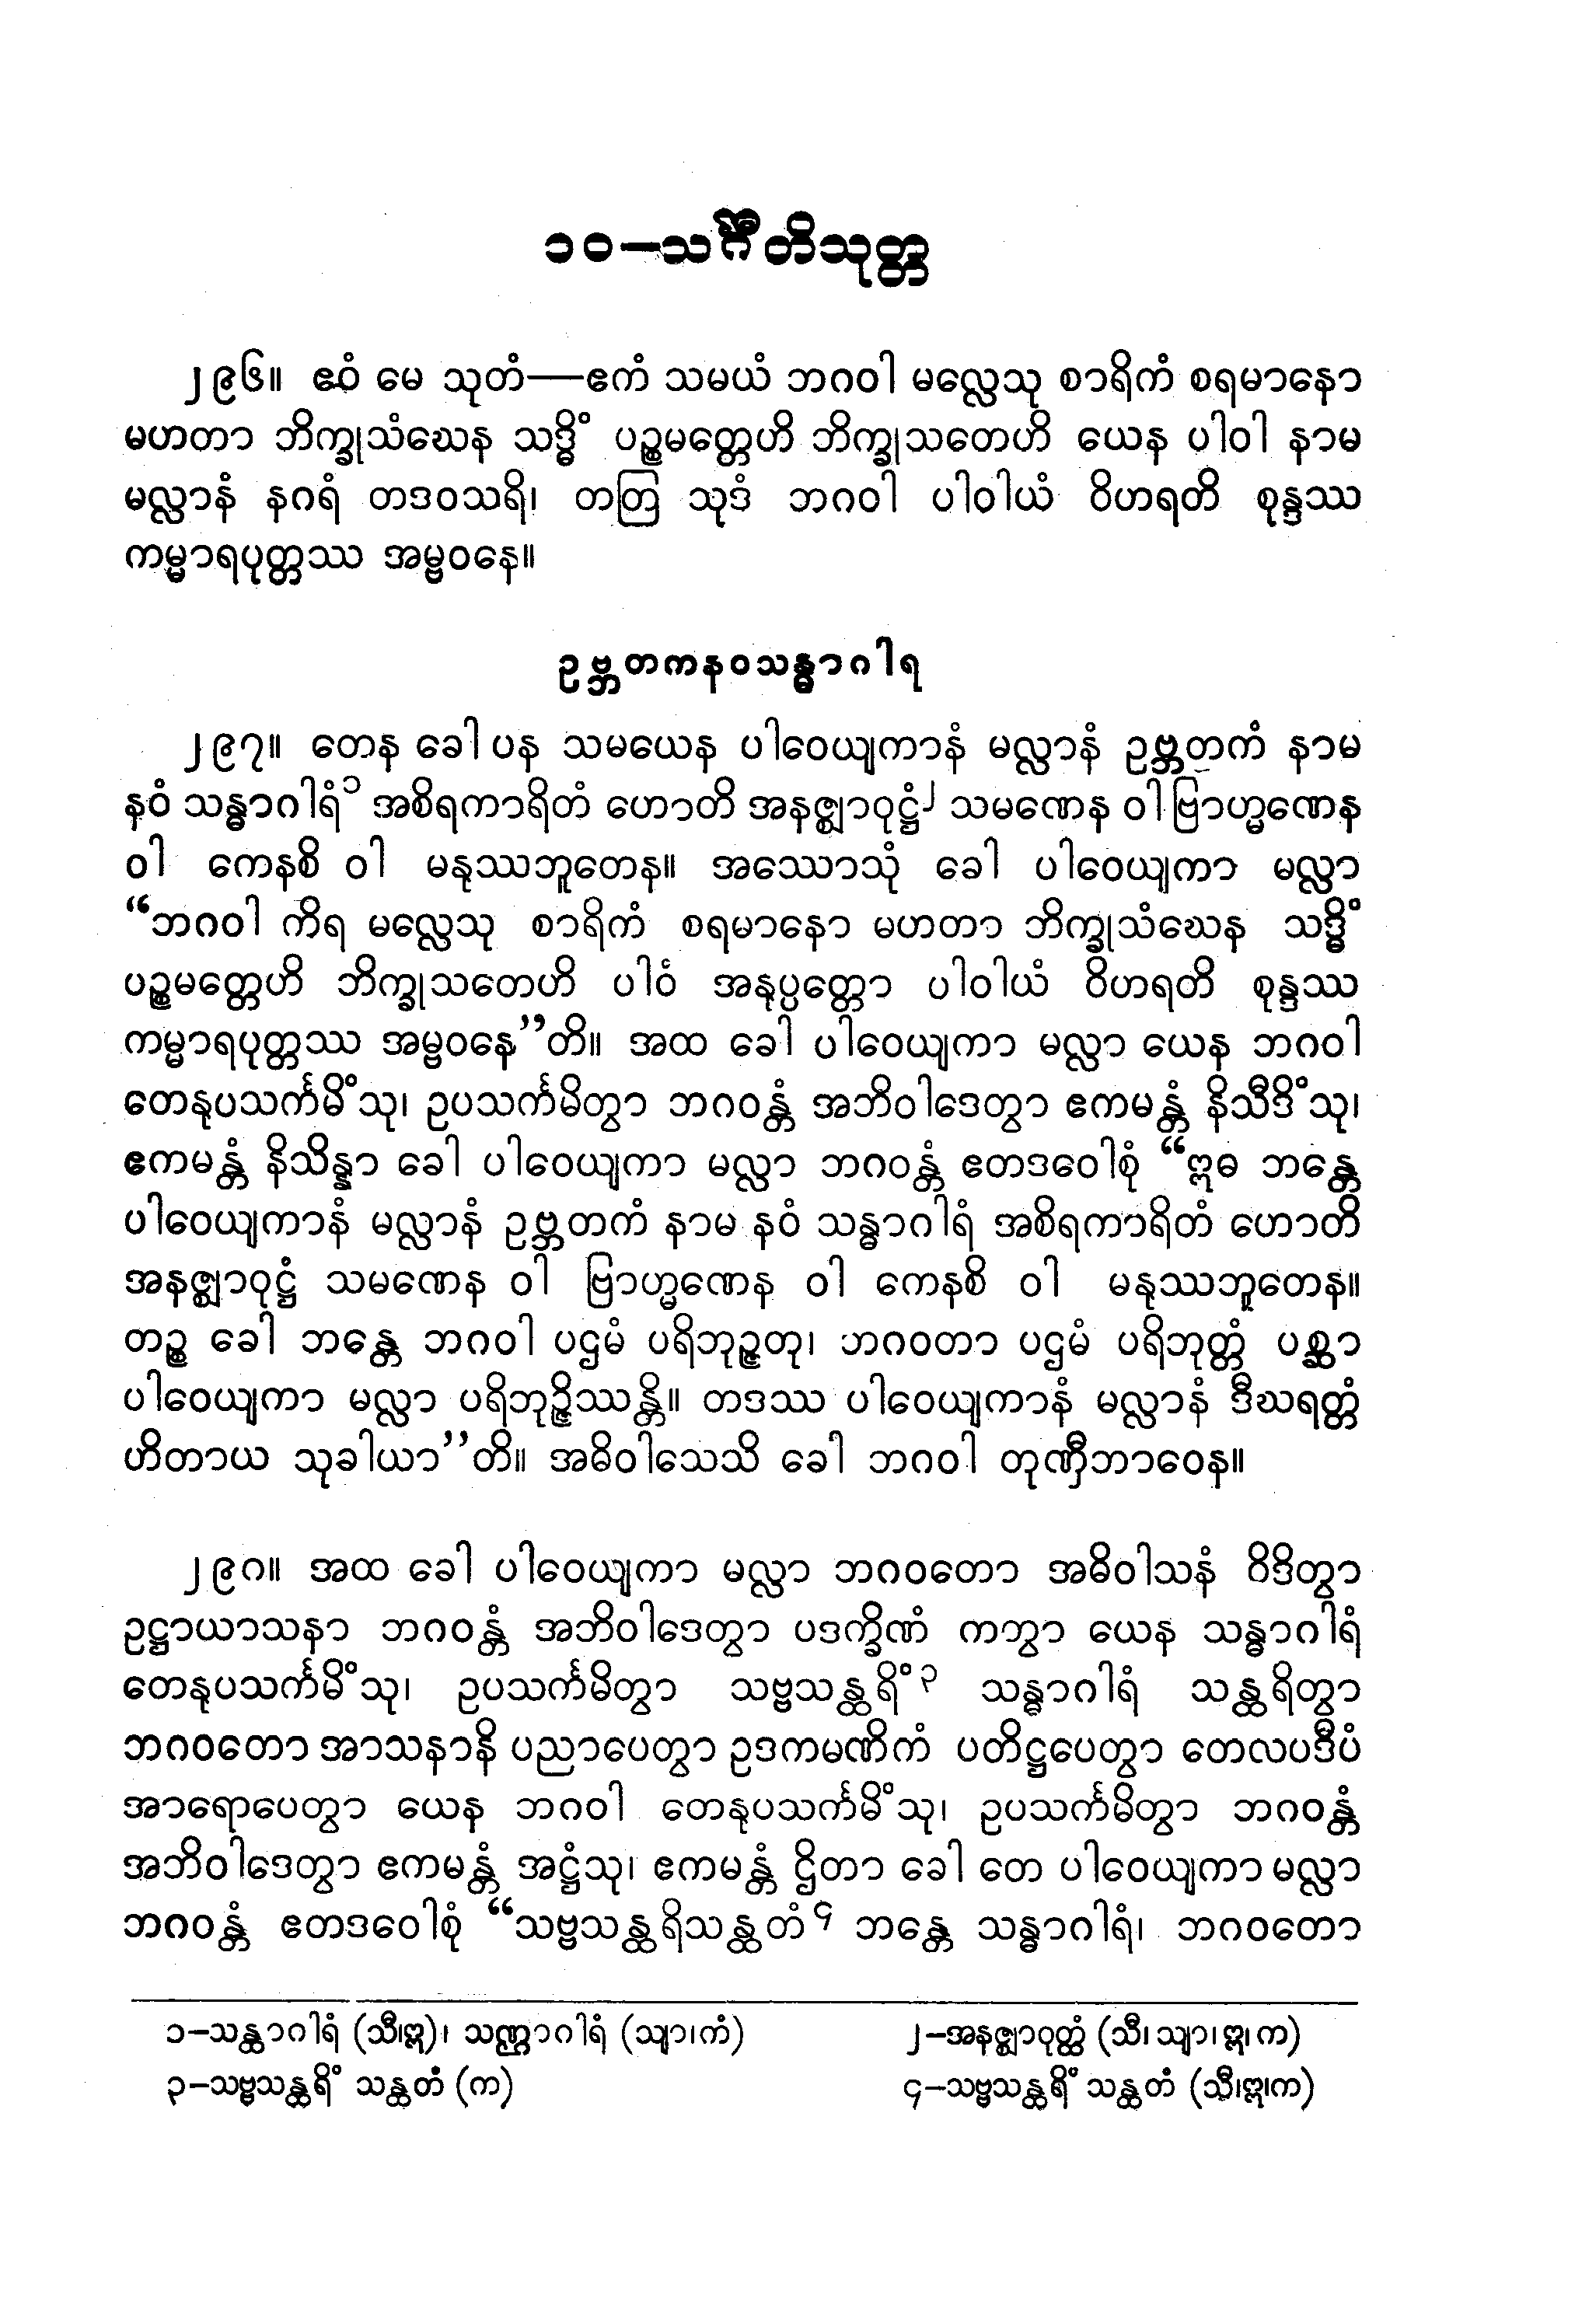 ၁၀—သင်္ဂီတိသုတ္တ
၂၉၆။ ဧဝံ မေ သုတံ—ဧကံ သမယံ ဘဂဝါ မလ္လေသု စာရိကံ စရမာနော
မဟတာ ဘိက္ခုသံဃေန သဒ္ဓိံ ပဉ္စမတ္တေဟိ ဘိက္ခုသတေဟိ ယေန ပါဝါ နာမ
မလ္လာနံ နဂရံ တဒဝသရိ၊ တတြ သုဒံ ဘဂဝါ ပါဝါယံ ဝိဟရတိ စုန္ဒဿ
ကမ္မာရပုတ္တဿ အမ္ဗဝနေ။
ဥဗ္ဘတကနဝသန္ဓာဂါရ
၂၉၇။ တေန ခေါ ပန သမယေန ပါဝေယျကာနံ မလ္လာနံ ဥဗ္ဘတကံ နာမ
နဝံ သန္ဓာဂါရံ၁ အစိရကာရိတံ ဟောတိ အနဇ္ဈာဝုဋ္ဌံ၂ သမဏေန ဝါ ဗြာဟ္မဏေန
ဝါ ကေနစိ ဝါ မနုဿဘူတေန။ အဿောသုံ ခေါ ပါဝေယျကာ မလ္လာ
“ဘဂဝါ ကိရ မလ္လေသု စာရိကံ စရမာနော မဟတာ ဘိက္ခုသံဃေန သဒ္ဓိံ
ပဉ္စမတ္တေဟိ ဘိက္ခုသတေဟိ ပါဝံ အနုပ္ပတ္တော ပါဝါယံ ဝိဟရတိ စုန္ဒဿ
ကမ္မာရပုတ္တဿ အမ္ဗဝနေ”တိ။ အထ ခေါ ပါဝေယျကာ မလ္လာ ယေန ဘဂဝါ
တေနုပသင်္ကမိံသု၊ ဥပသင်္ကမိတွာ ဘဂဝန္တံ အဘိဝါဒေတွာ ဧကမန္တံ နိသီဒိံသု၊
ဧကမန္တံ နိသိန္နာ ခေါ ပါဝေယျကာ မလ္လာ ဘဂဝန္တံ ဧတဒဝေါစုံ “ဣဓ ဘန္တေ
ပါဝေယျကာနံ မလ္လာနံ ဥဗ္ဘတကံ နာမ နဝံ သန္ဓာဂါရံ အစိရကာရိတံ ဟောတိ
အနဇ္ဈာဝုဋ္ဌံ သမဏေန ဝါ ဗြာဟ္မဏေန ဝါ ကေနစိ ဝါ မနုဿဘူတေန။
တဉ္စ ခေါ ဘန္တေ ဘဂဝါ ပဌမံ ပရိဘုဉ္ဇတု၊ ဘဂဝတာ ပဌမံ ပရိဘုတ္တံ ပစ္ဆာ
ပါဝေယျကာ မလ္လာ ပရိဘုဉ္ဇိဿန္တိ။ တဒဿ ပါဝေယျကာနံ မလ္လာနံ ဒီဃရတ္တံ
ဟိတာယ သုခါယာ”တိ။ အဓိဝါသေသိ ခေါ ဘဂဝါ တုဏှီဘာဝေန။
၂၉၈။ အထ ခေါ ပါဝေယျကာ မလ္လာ ဘဂဝတော အဓိဝါသနံ ဝိဒိတွာ
ဥဋ္ဌာယာသနာ ဘဂဝန္တံ အဘိဝါဒေတွာ ပဒက္ခိဏံ ကတွာ ယေန သန္ဓာဂါရံ
တေနုပသင်္ကမိံသု၊ ဥပသင်္ကမိတွာ သဗ္ဗသန္ထရိံ၃ သန္ဓာဂါရံ သန္ထရိတွာ
ဘဂဝတော အာသနာနိ ပညာပေတွာ ဥဒကမဏိကံ ပတိဋ္ဌပေတွာ တေလပဒီပံ
အာရောပေတွာ ယေန ဘဂဝါ တေနုပသင်္ကမိံသု၊ ဥပသင်္ကမိတွာ ဘဂဝန္တံ
အဘိဝါဒေတွာ ဧကမန္တံ အဋ္ဌံသု၊ ဧကမန္တံ ဌိတာ ခေါ တေ ပါဝေယျကာ မလ္လာ
ဘဂဝန္တံ ဧတဒဝေါစုံ “သဗ္ဗသန္ထရိသန္ထတံ၄ ဘန္တေ သန္ဓာဂါရံ၊ ဘဂဝတော
၁—သန္ထာဂါရံ (သီ၊ဣ)၊ သဏ္ဌာဂါရံ (သျာ၊ကံ)
၂—အနဇ္ဈာဝုတ္ထံ (သီ၊ သျာ၊ ဣ၊ က)
၃—သဗ္ဗသန္ထရိံ သန္ထတံ (က)
၄—သဗ္ဗသန္ထရိံ သန္ထတံ (သီ၊ဣ၊က)